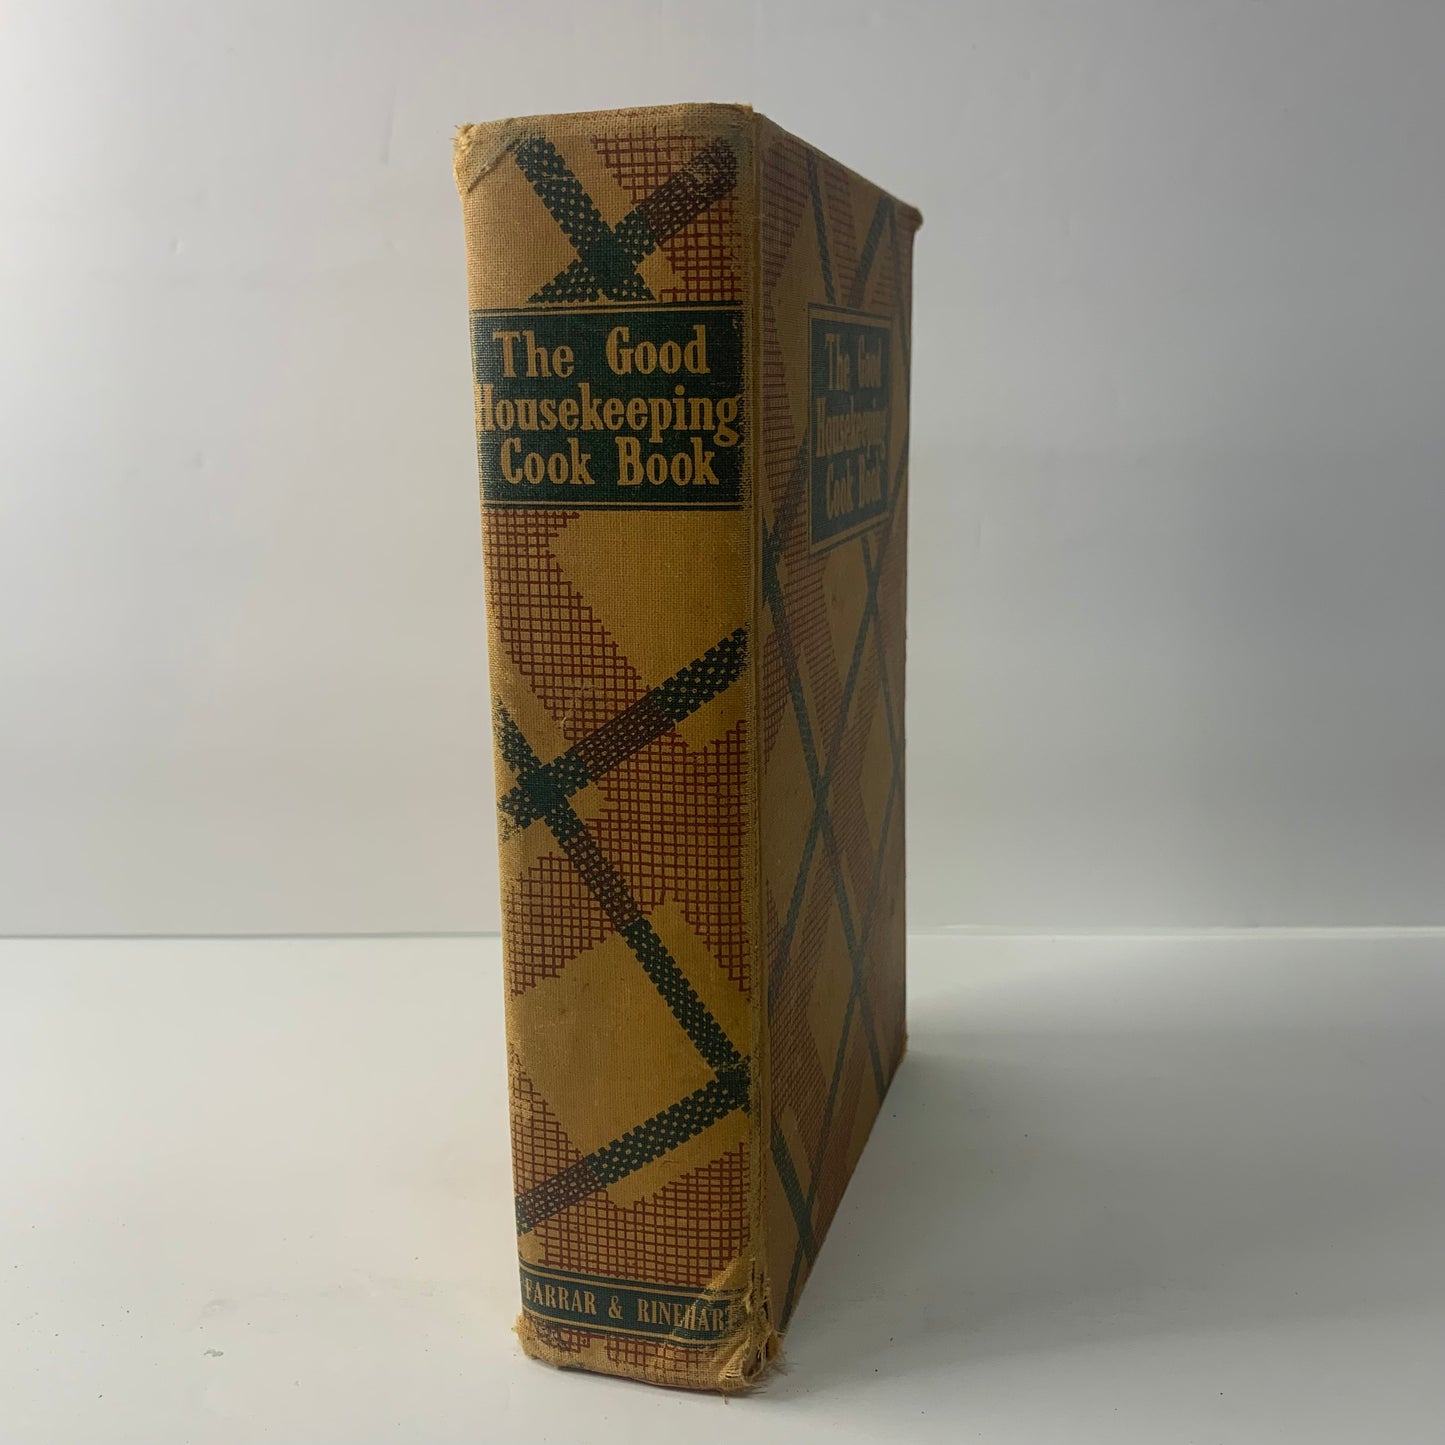 The Good
Housekeeping
Cook Book
FARRAR & RINEHART
The Good
Housekeeping
Cook Book